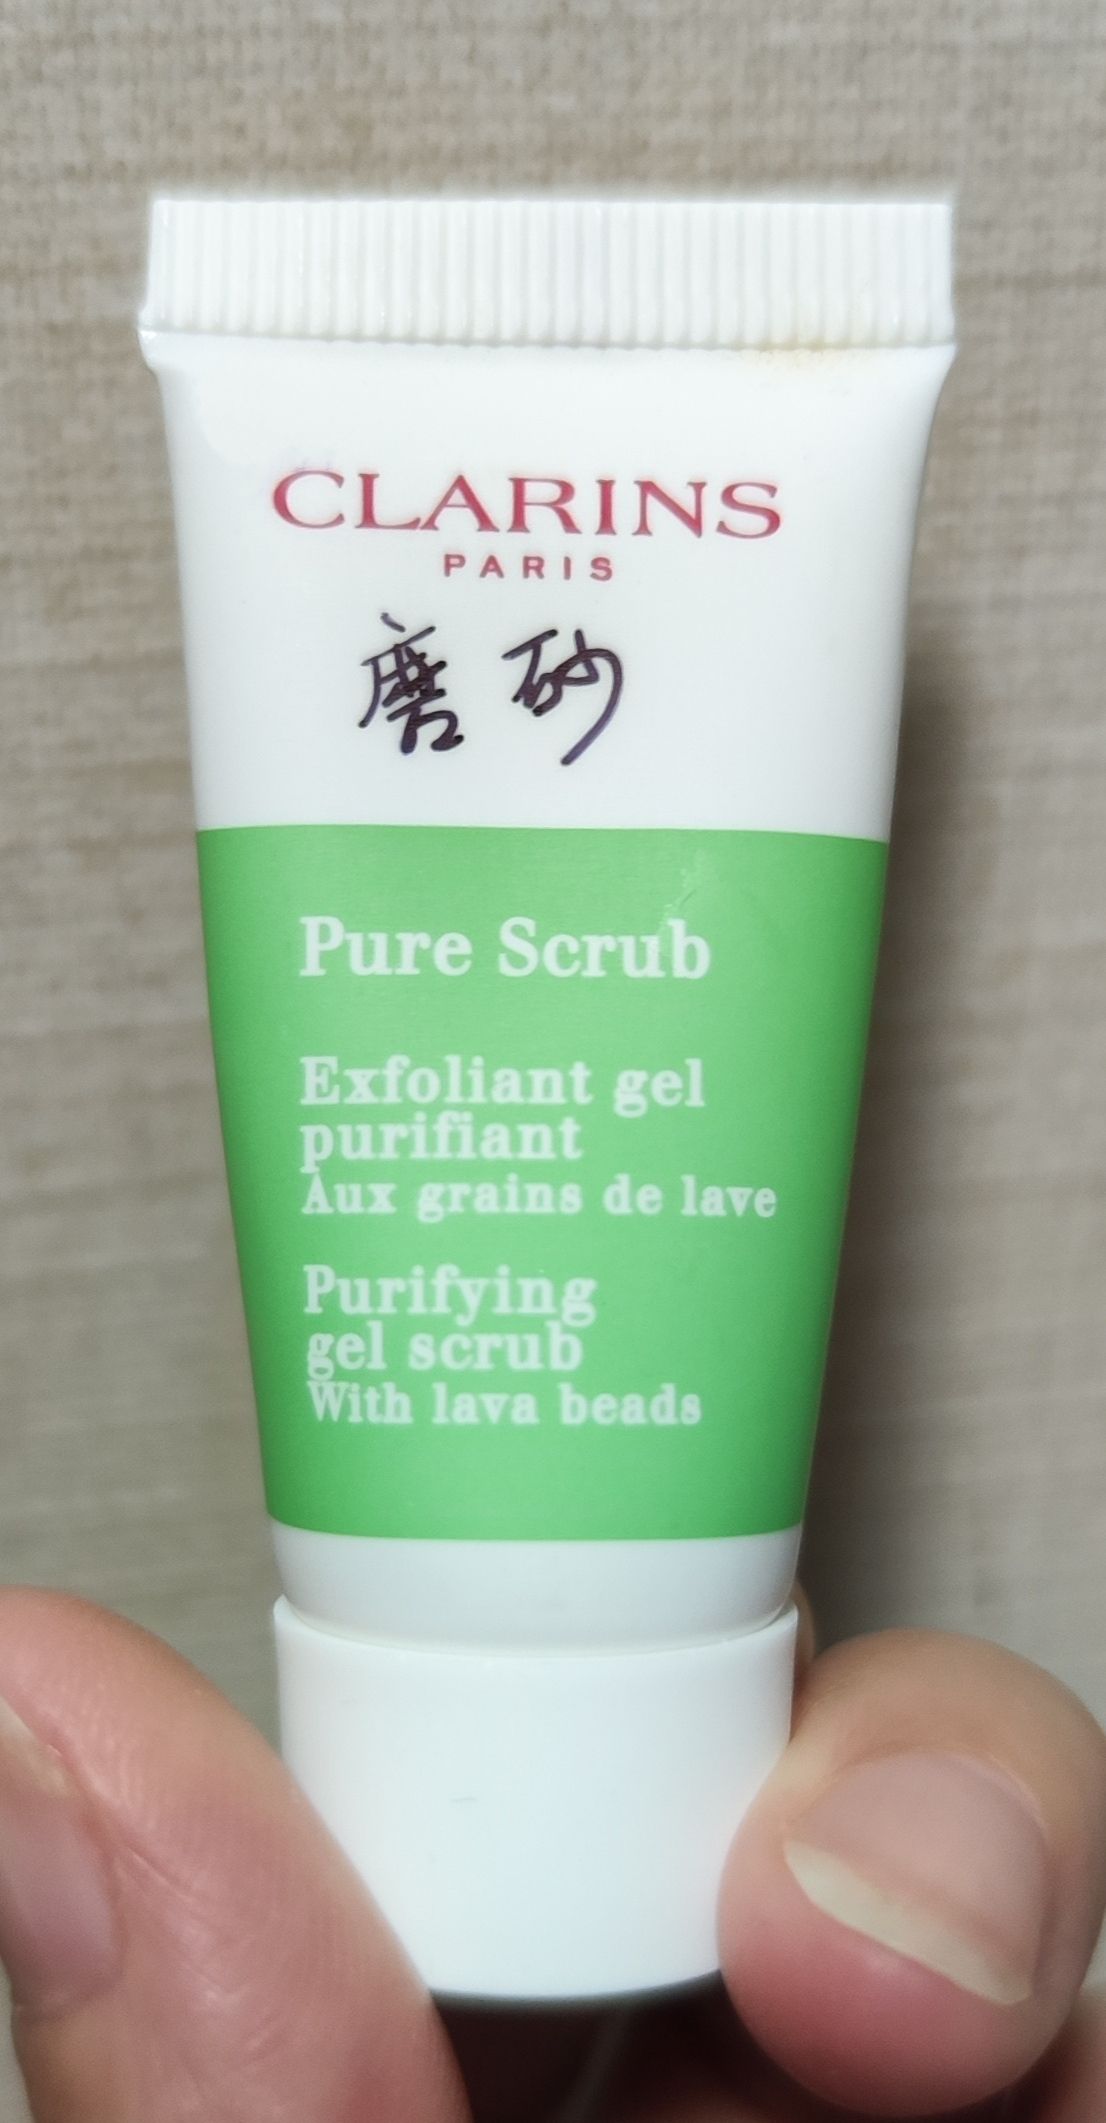 CLARINS
PARIS
磨砂
Pure Scrub
Exfoliant gel
purifiant
Aux grains de lave
Purifying
gel scrub
With lava beads